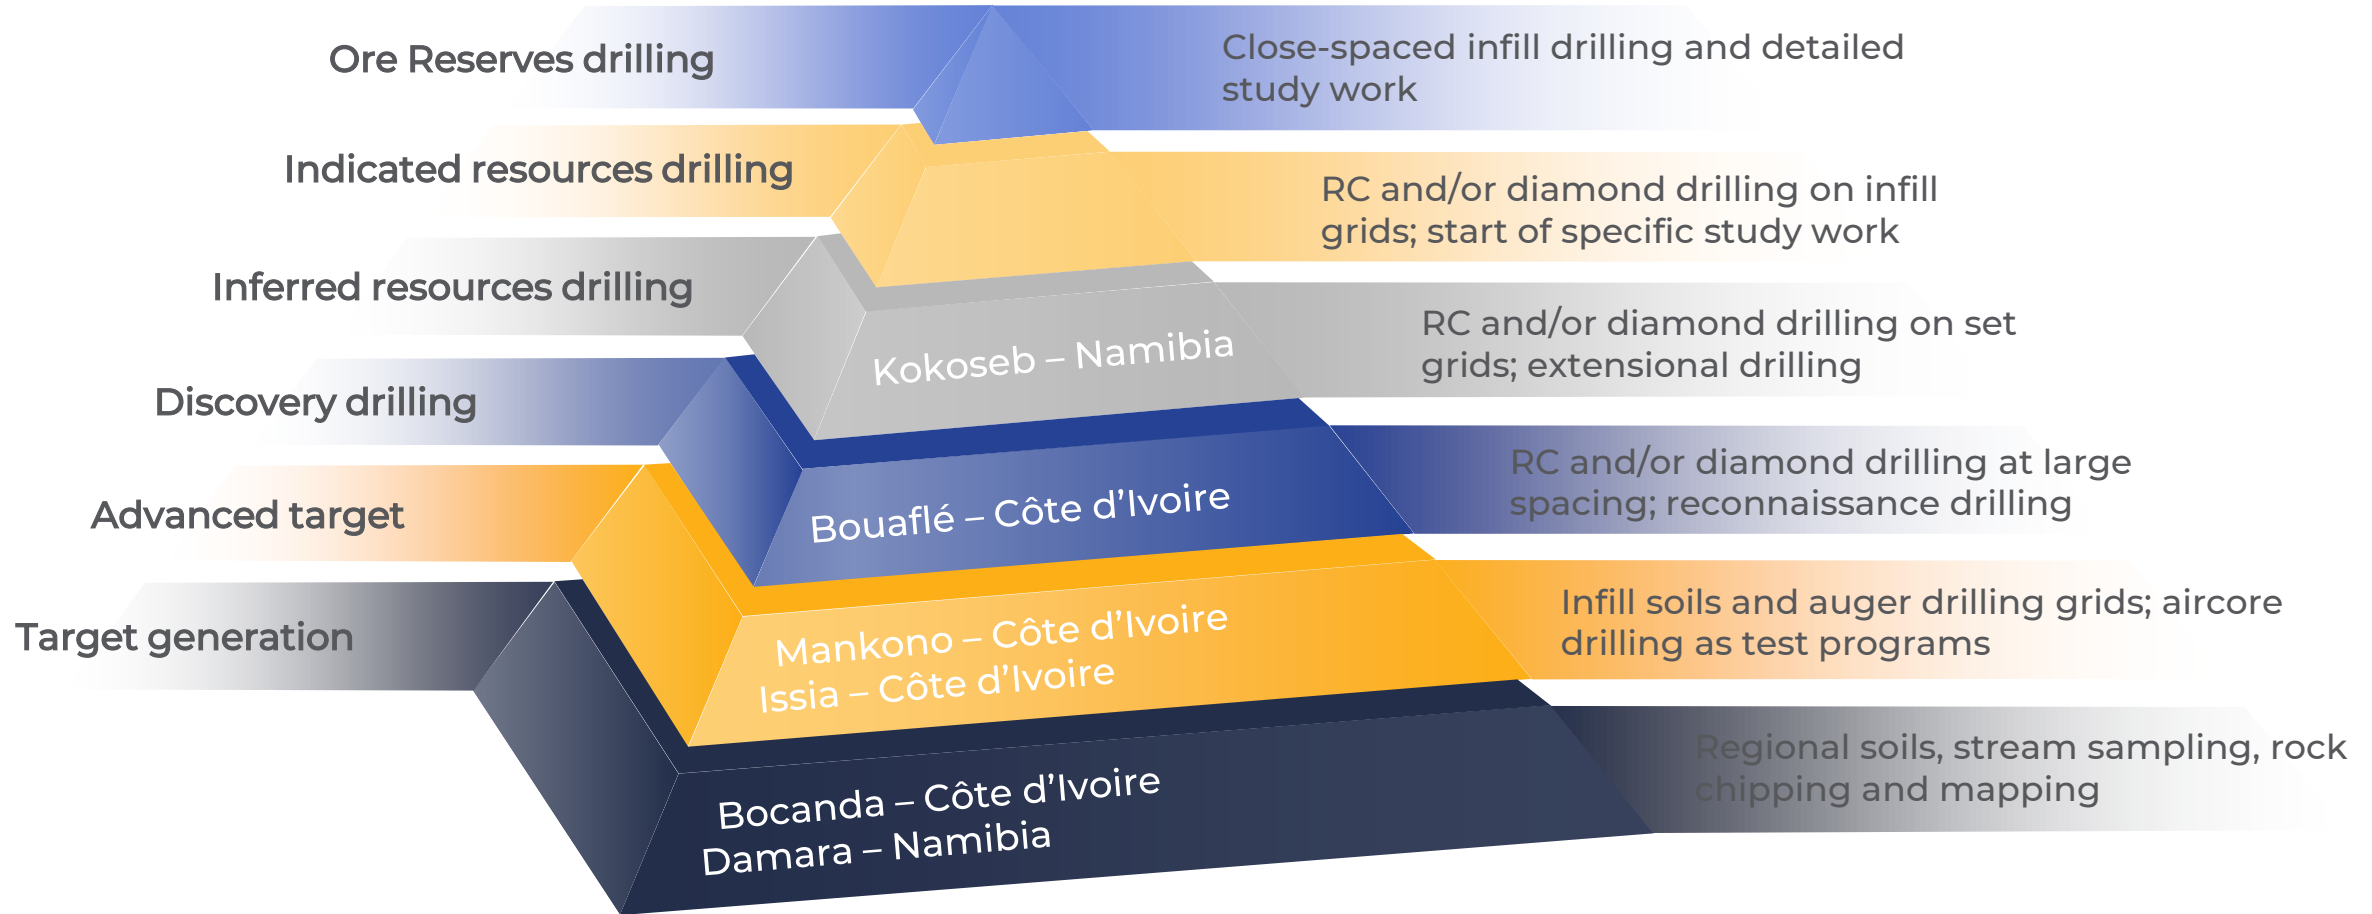 Ore Reserves drilling
Close-spaced infill drilling and detailed
study work
Indicated resources drilling
RC and/or diamond drilling on infill
grids; start of specific study work
Inferred resources drilling
Kokoseb – Namibia
RC and/or diamond drilling on set
grids; extensional drilling
Discovery drilling
Bouaflé – Côte d’Ivoire
RC and/or diamond drilling at large
spacing; reconnaissance drilling
Advanced target
Mankono – Côte d’Ivoire
Issia – Côte d’Ivoire
Infill soils and auger drilling grids; aircore
drilling as test programs
Target generation
Bocanda – Côte d’Ivoire
Damara – Namibia
Regional soils, stream sampling, rock
chipping and mapping